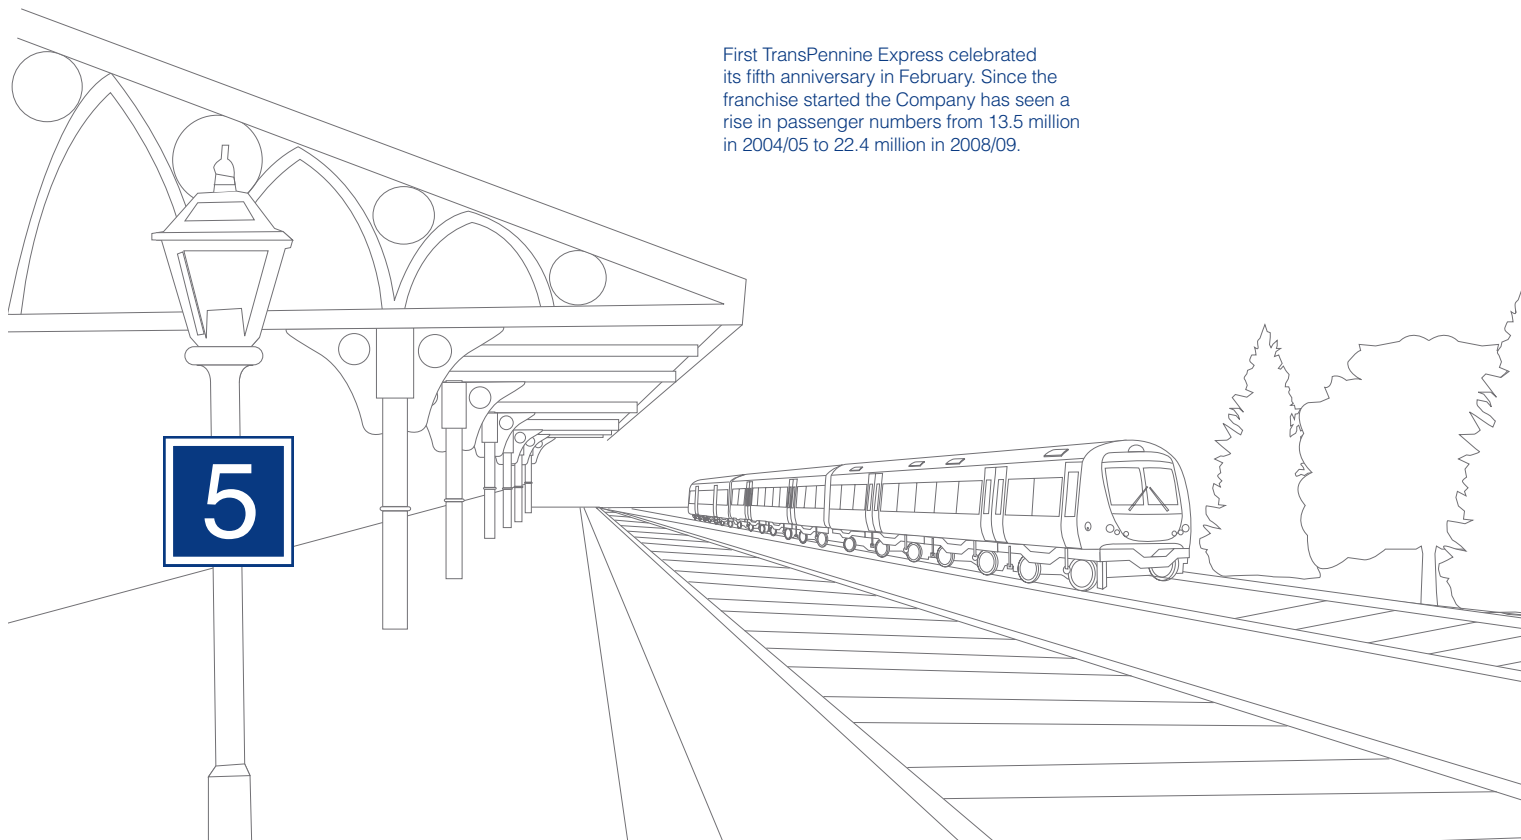 First TransPennine Express celebrated
its fifth anniversary in February. Since the
franchise started the Company has seen a
rise in passenger numbers from 13.5 million
in 2004/05 to 22.4 million in 2008/09.
5